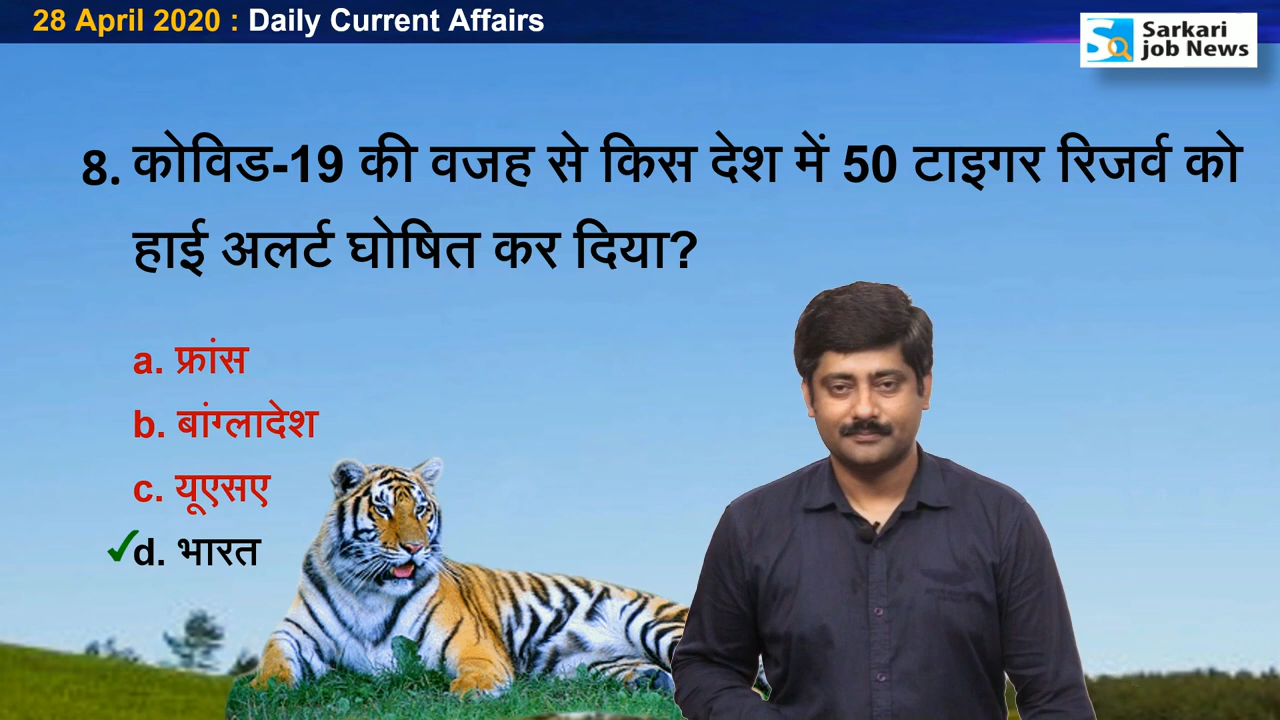 28 April 2020 : Daily Current Affairs
Sarkari
job News
8. कोविड-19 की वजह से किस देश में 50 टाइगर रिजर्व को
हाई अलर्ट घोषित कर दिया?
a. फ्रांस
b. बांग्लादेश
c. यूएसए
d. भारत